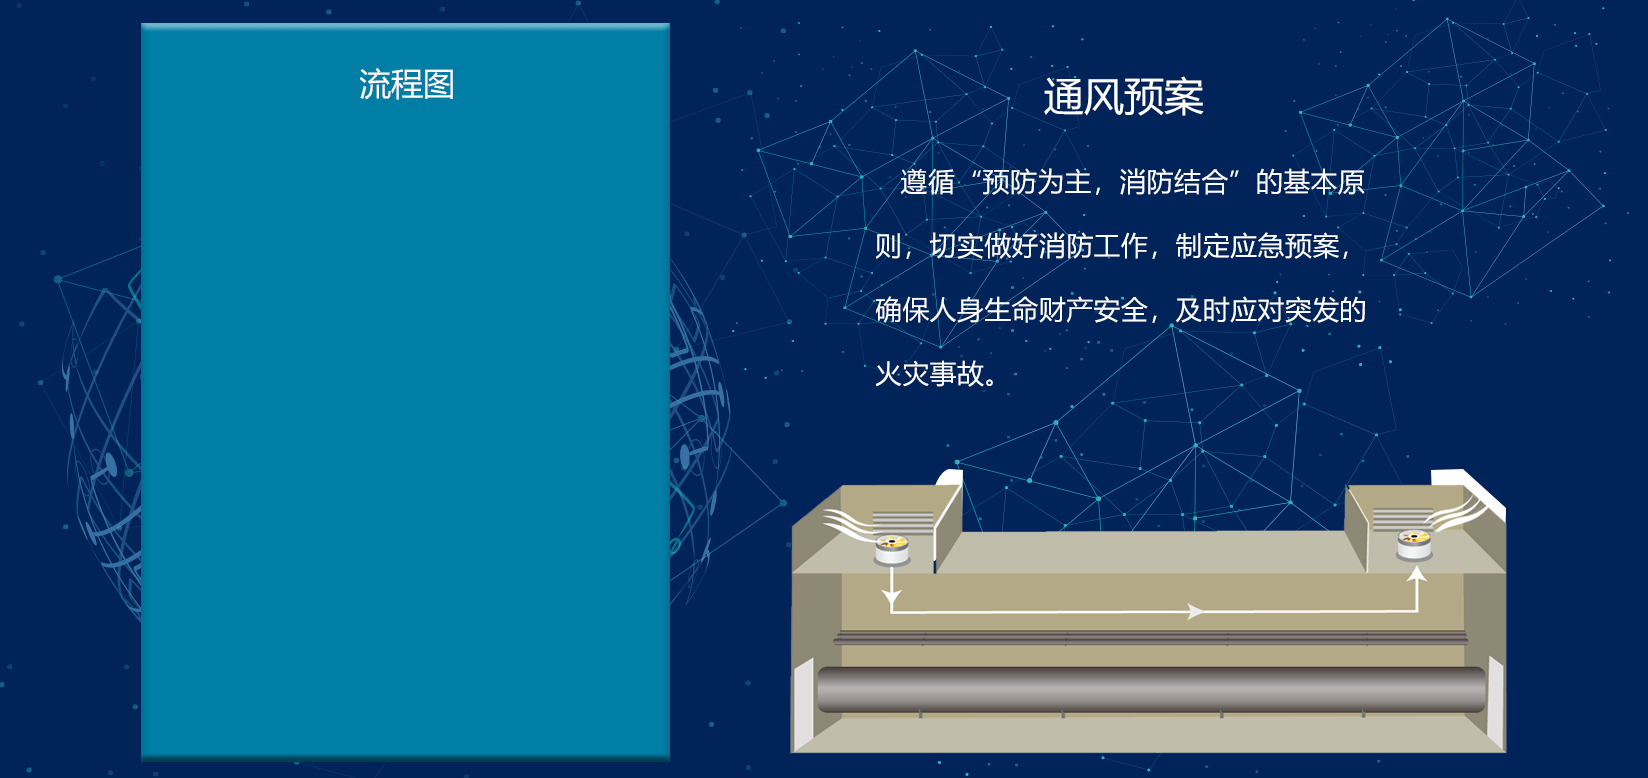 流程图
通风预案
遵循“预防为主，消防结合”的基本原
则，切实做好消防工作，制定应急预案，
确保人身生命财产安全，及时应对突发的
火灾事故。